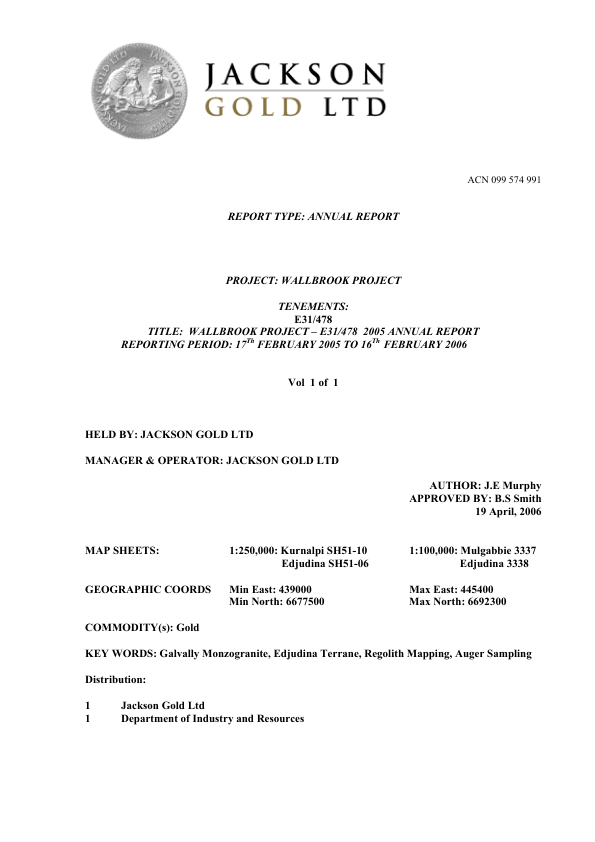 JACKSON GOLD LTD JACKSON GOLD LTD
JACKSON
GOLD LTD
ACN 099 574 991
REPORT TYPE: ANNUAL REPORT
PROJECT: WALLBROOK PROJECT
TENEMENTS:
E31/478
TITLE: WALLBROOK PROJECT – E31/478 2005 ANNUAL REPORT
REPORTING PERIOD: 17Th FEBRUARY 2005 TO 16Th FEBRUARY 2006
Vol 1 of 1
HELD BY: JACKSON GOLD LTD
MANAGER & OPERATOR: JACKSON GOLD LTD
AUTHOR: J.E Murphy
APPROVED BY: B.S Smith
19 April, 2006
MAP SHEETS: 1:250,000: Kurnalpi SH51-10 1:100,000: Mulgabbie 3337
Edjudina SH51-06 Edjudina 3338
GEOGRAPHIC COORDS Min East: 439000 Max East: 445400
Min North: 6677500 Max North: 6692300
COMMODITY(s): Gold
KEY WORDS: Galvally Monzogranite, Edjudina Terrane, Regolith Mapping, Auger Sampling
Distribution:
1 Jackson Gold Ltd
1 Department of Industry and Resources